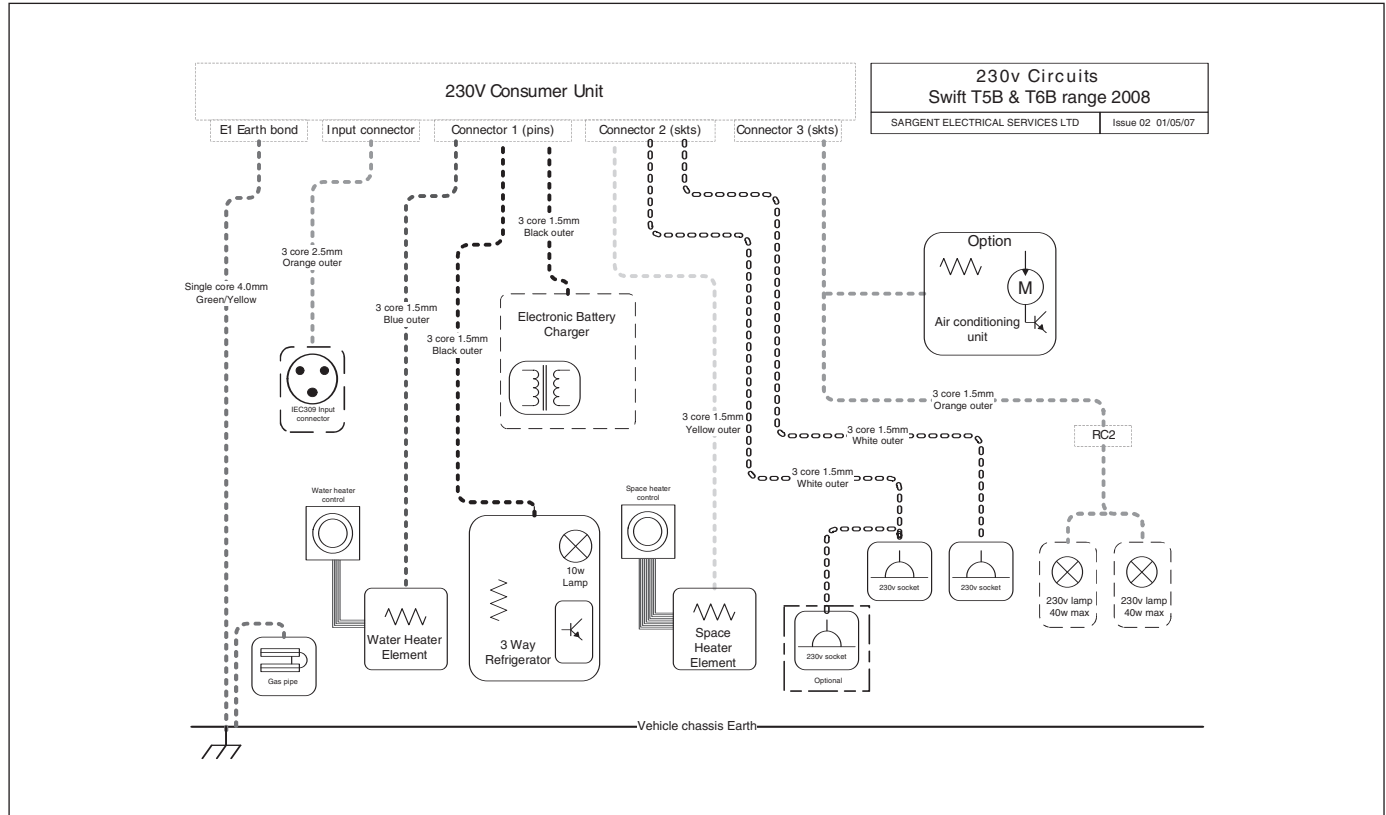 230V Consumer Unit
230v Circuits
Swift T5B & T6B range 2008
SARGENT ELECTRICAL SERVICES LTD
Issue 02 01/05/07
E1 Earth bond
Input connector
Connector 1 (pins)
Connector 2 (skts)
Connector 3 (skts)
3 core 1.5mm
Black outer
3 core 2.5mm
Orange outer
Single core 4.0mm
Green/Yellow
3 core 1.5mm
Blue outer
3 core 1.5mm
Black outer
Electronic Battery
Charger
Option
M
Air conditioning
unit
IEC309 Input
connector
3 core 1.5mm
Yellow outer
3 core 1.5mm
Orange outer
3 core 1.5mm
White outer
RC2
3 core 1.5mm
White outer
Water heater
control
Space heater
control
10w
Lamp
230v socket
230v socket
230v lamp
40w max
230v lamp
40w max
Water Heater
Element
3 Way
Refrigerator
Space
Heater
Element
230v socket
Optional
Gas pipe
Vehicle chassis Earth